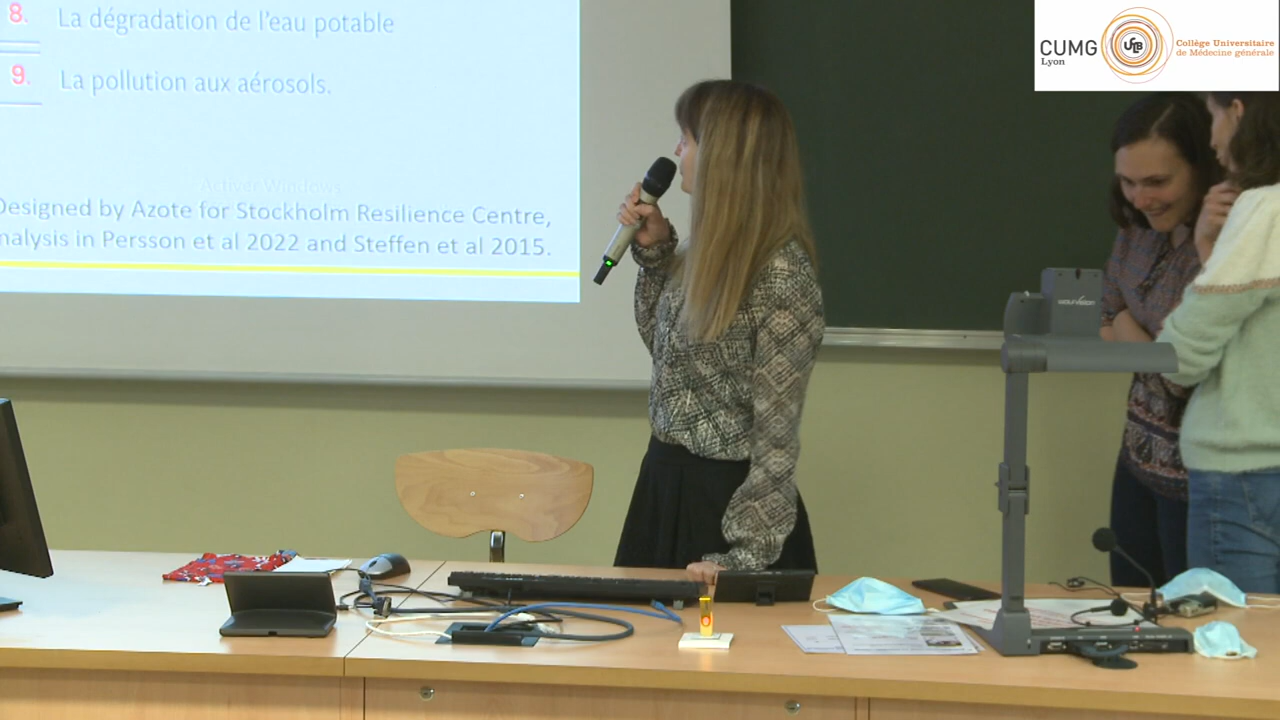 8. La dégradation de l'eau potable
9. La pollution aux aérosols.
Activer Windows
Designed by Azote for Stockholm Resilience Centre,
nalysis in Persson et al 2022 and Steffen et al 2015.
CUMG
Lyon
Collège Universitaire
de Médecine générale